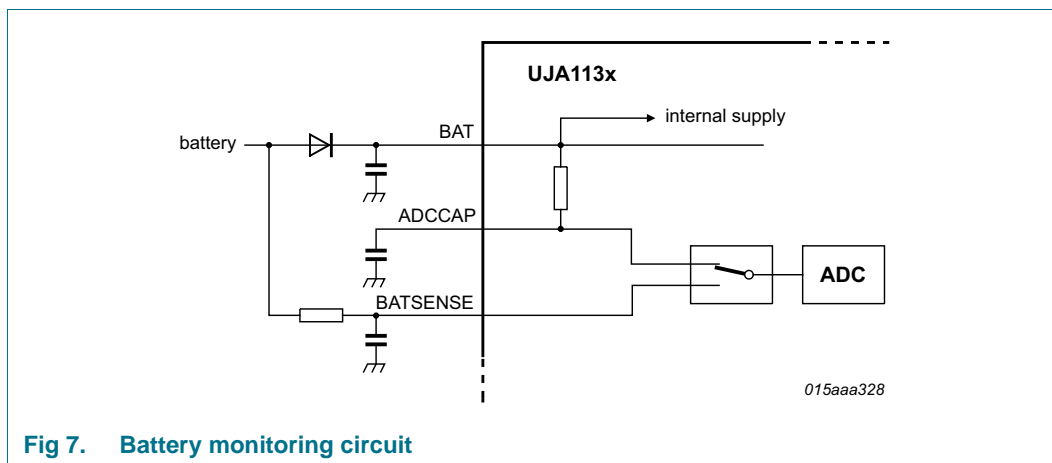 UJA113x
internal supply
battery
BAT
ADCCAP
ADC
BATSENSE
015aaa328
Fig 7. Battery monitoring circuit